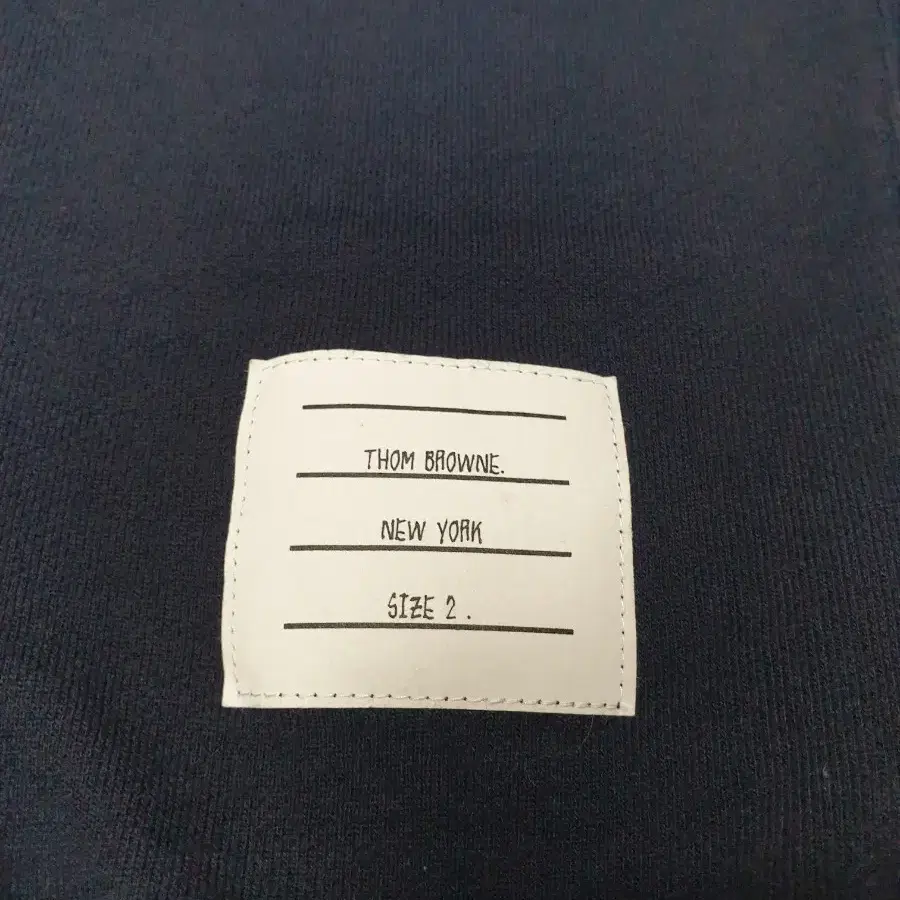 THOM BROWNE.
NEW YORK
SIZE 2 .